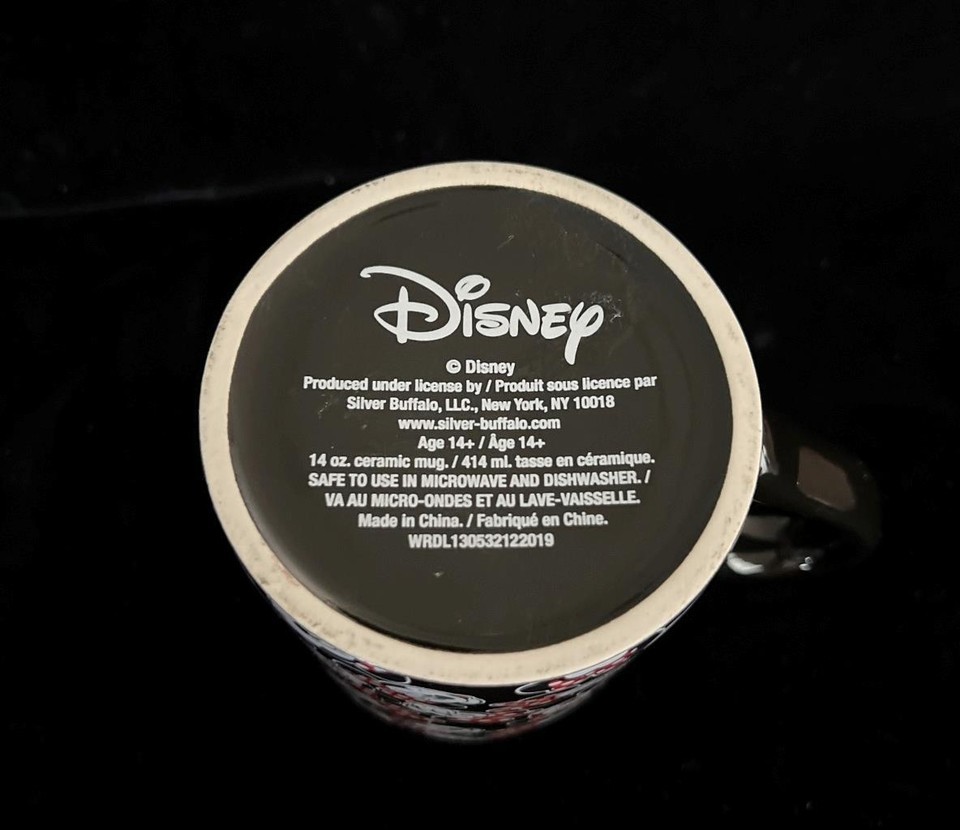 Disney
© Disney
Produced under license by / Produit sous licence par
Silver Buffalo, LLC., New York, NY 10018
www.silver-buffalo.com
Age 14+ / Âge 14+
14 oz. ceramic mug. / 414 ml. tasse en céramique.
SAFE TO USE IN MICROWAVE AND DISHWASHER. /
VA AU MICRO-ONDES ET AU LAVE-VAISSELLE.
Made in China. / Fabriqué en Chine.
WRDL130532122019